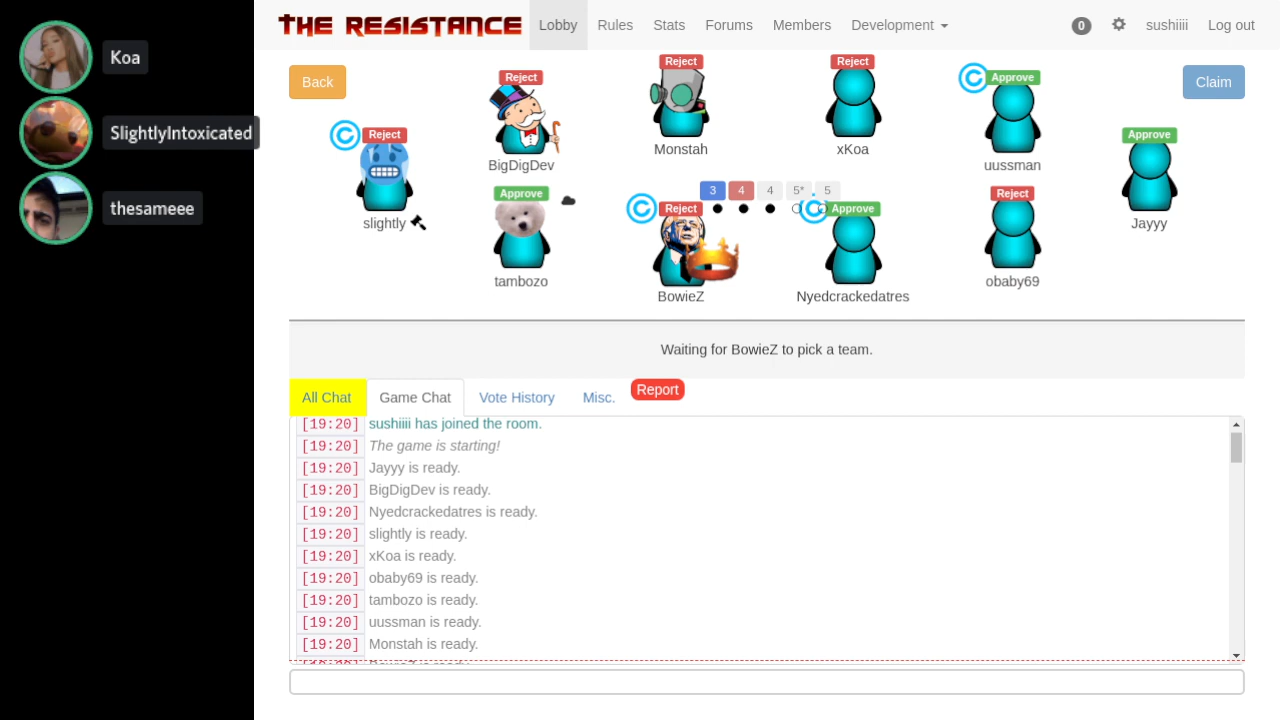 Koa
SlightlyIntoxicated
thesameee
THE RESISTANCE
Lobby
Rules
Stats
Forums
Members
Development
0
sushiiii
Log out
Back
Claim
Reject
Reject
Reject
Approve
Reject
Approve
BigDigDev
Monstah
xKoa
uussman
slightly
Jayyy
Approve
Reject
Approve
Reject
3 4 4 5* 5
tambozo
BowieZ
Nyedcrackedatres
obaby69
Waiting for BowieZ to pick a team.
All Chat
Game Chat
Vote History
Misc.
Report
[19:20] sushiiii has joined the room.
[19:20] The game is starting!
[19:20] Jayyy is ready.
[19:20] BigDigDev is ready.
[19:20] Nyedcrackedatres is ready.
[19:20] slightly is ready.
[19:20] xKoa is ready.
[19:20] obaby69 is ready.
[19:20] tambozo is ready.
[19:20] uussman is ready.
[19:20] Monstah is ready.
[19:20] BowieZ is ready.